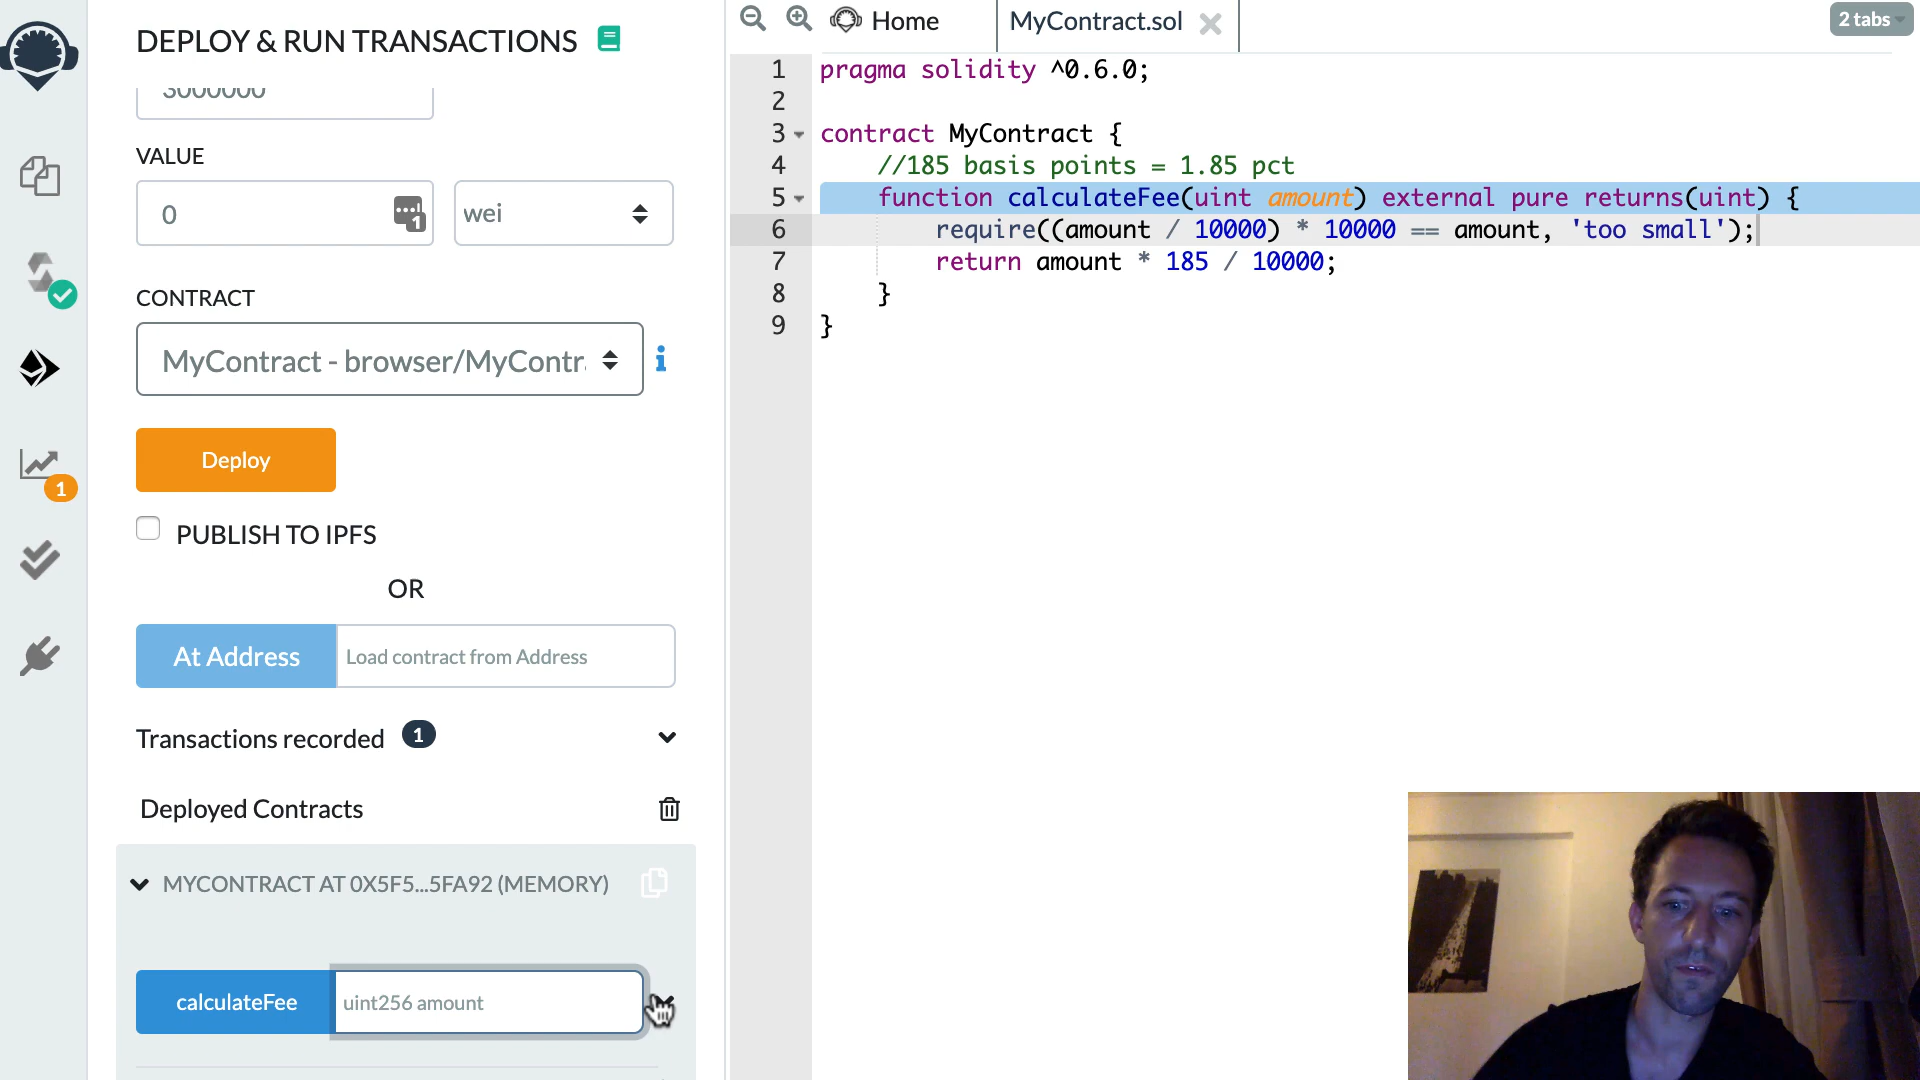 DEPLOY & RUN TRANSACTIONS
3000000
VALUE
0
1
wei
CONTRACT
MyContract - browser/MyContr
Deploy
1
PUBLISH TO IPFS
OR
At Address
Load contract from Address
Transactions recorded 1
Deployed Contracts
MYCONTRACT AT 0X5F5...5FA92 (MEMORY)
calculateFee
uint256 amount
Home
MyContract.sol
2 tabs
1 pragma solidity ^0.6.0;
2
3 contract MyContract {
4 //185 basis points = 1.85 pct
5 function calculateFee(uint amount) external pure returns(uint) {
6 require((amount / 10000) * 10000 == amount, 'too small');
7 return amount * 185 / 10000;
8 }
9 }